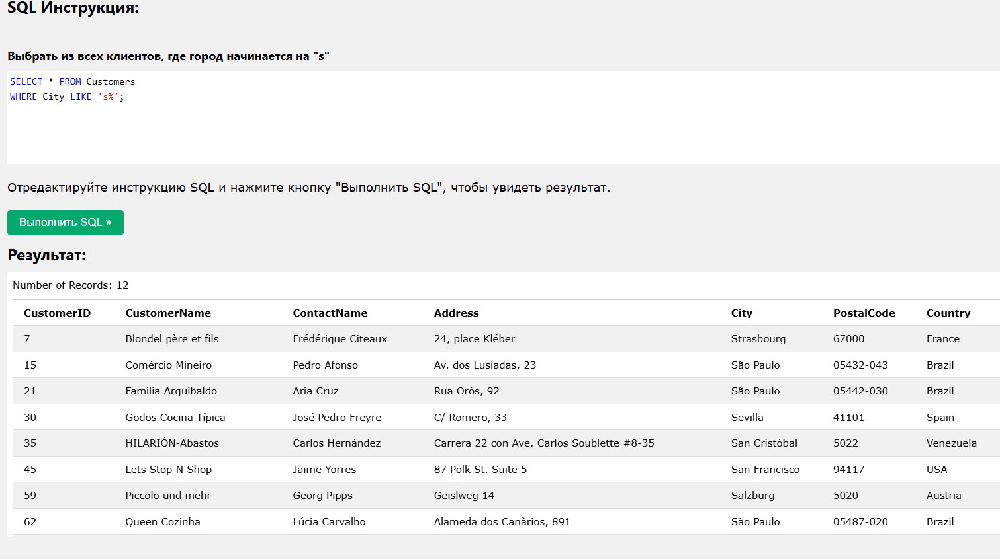 SQL Инструкция:
Выбрать из всех клиентов, где город начинается на "s"
SELECT * FROM Customers
WHERE City LIKE 's%';
Отредактируйте инструкцию SQL и нажмите кнопку "Выполнить SQL", чтобы увидеть результат.
Выполнить SQL »
Результат:
Number of Records: 12
CustomerID CustomerName ContactName Address City PostalCode Country
7 Blondel père et fils Frédérique Citeaux 24, place Kléber Strasbourg 67000 France
15 Comércio Mineiro Pedro Afonso Av. dos Lusíadas, 23 São Paulo 05432-043 Brazil
21 Familia Arquibaldo Aria Cruz Rua Orós, 92 São Paulo 05442-030 Brazil
30 Godos Cocina Típica José Pedro Freyre C/ Romero, 33 Sevilla 41101 Spain
35 HILARIÓN-Abastos Carlos Hernández Carrera 22 con Ave. Carlos Soublette #8-35 San Cristóbal 5022 Venezuela
45 Lets Stop N Shop Jaime Yorres 87 Polk St. Suite 5 San Francisco 94117 USA
59 Piccolo und mehr Georg Pipps Geislweg 14 Salzburg 5020 Austria
62 Queen Cozinha Lúcia Carvalho Alameda dos Canàrios, 891 São Paulo 05487-020 Brazil